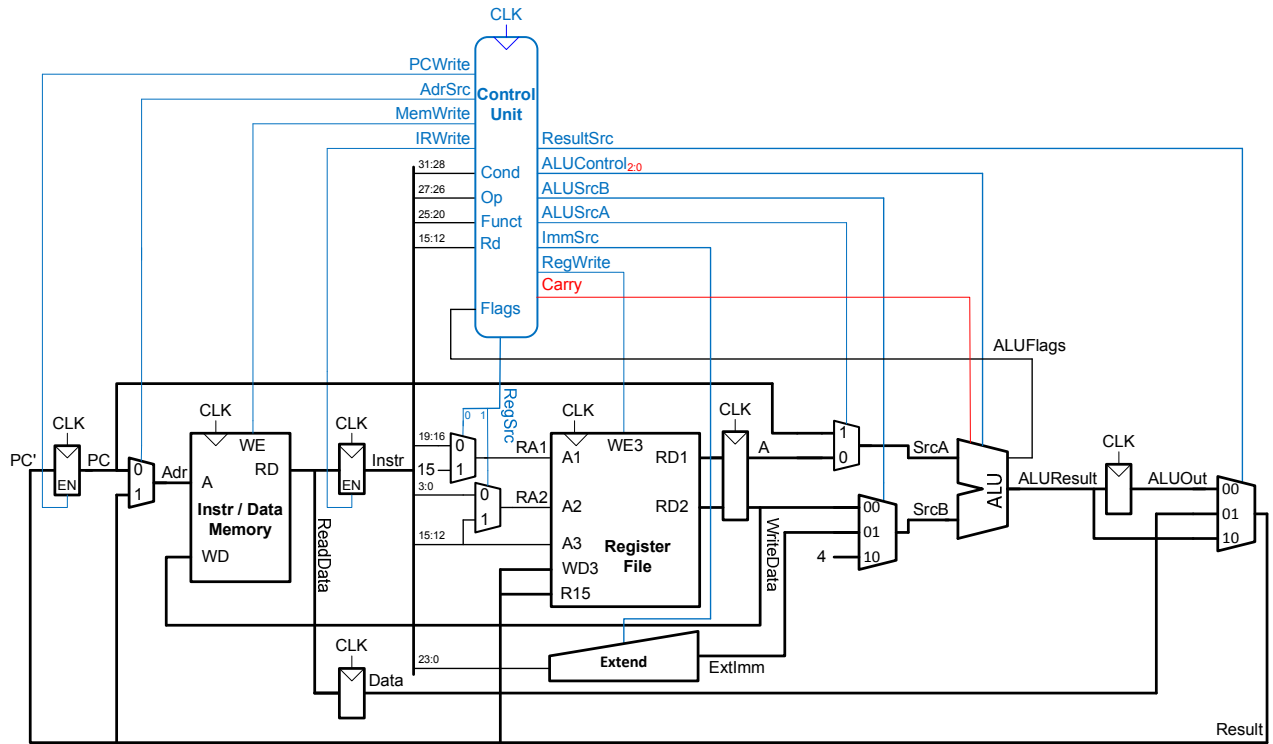 CLK
PCWrite
AdrSrc
Control
Unit
MemWrite
IRWrite
ResultSrc
31:28
Cond
ALUControl2:0
27:26
Op
ALUSrcB
25:20
Funct
ALUSrcA
15:12
Rd
ImmSrc
RegWrite
Carry
Flags
ALUFlags
RegSrc
0 1
CLK
CLK
CLK
CLK
CLK
CLK
PC'
PC
EN
0
1
Adr
WE
RD
A
Instr / Data
Memory
WD
EN
Instr
ReadData
19:16
0
15
1
RA1
3:0
0
1
RA2
15:12
WE3
A1
RD1
A2
RD2
A3
Register
File
WD3
R15
A
WriteData
1
0
SrcA
00
01
4
10
SrcB
ALU
ALUResult
ALUOut
00
01
10
23:0
Extend
ExtImm
CLK
Data
Result